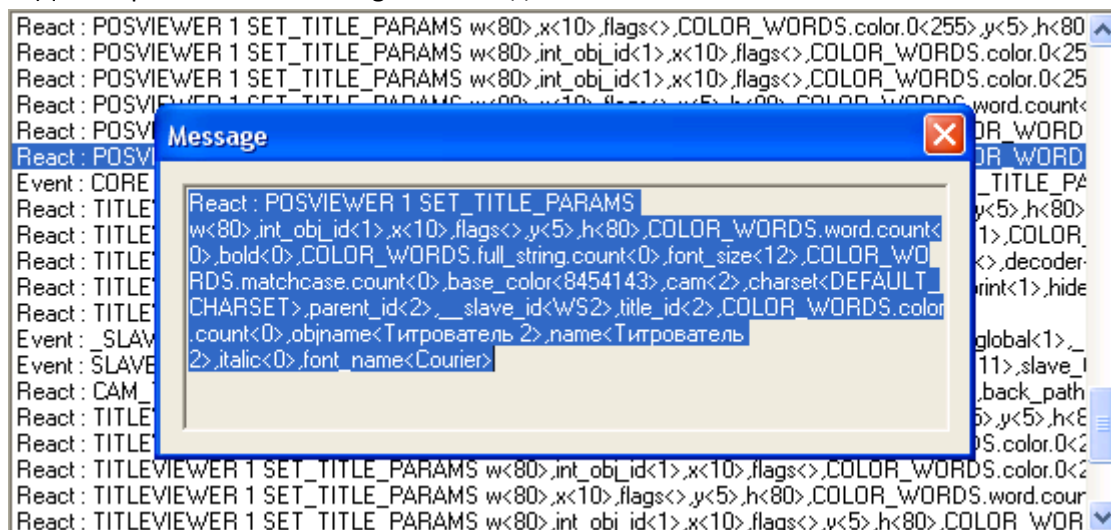 React : POSVIEWER 1 SET_TITLE_PARAMS w<80>,x<10>,flags<>,COLOR_WORDS.color.0<255>,y<5>,h<80
React : POSVIEWER 1 SET_TITLE_PARAMS w<80>,int_obj_id<1>,x<10>,flags<>,COLOR_WORDS.color.0<25
React : POSVIEWER 1 SET_TITLE_PARAMS w<80>,int_obj_id<1>,x<10>,flags<>,COLOR_WORDS.color.0<25
React : POSVIEWER 1 SET_TITLE_PARAMS w<80>,x<10>,flags<>,y<5>,h<80>,COLOR_WORDS.word.count<
React : POSVI OR_WORD
React : POSVI OR_WORD
Event : CORE _TITLE_PA
React : TITLE y<5>,h<80>
React : TITLE 1>,COLOR_
React : TITLE <>,decoder
React : TITLE rint<1>,hide
React : TITLE
Event : _SLAV global<1>,_
Event : SLAVE 11>,slave_
React : CAM_ ,back_path
React : TITLE >,y<5>,h<8
React : TITLE S.color.0<2
Message
React : POSVIEWER 1 SET_TITLE_PARAMS
w<80>,int_obj_id<1>,x<10>,flags<>,y<5>,h<80>,COLOR_WORDS.word.count<
0>,bold<0>,COLOR_WORDS.full_string.count<0>,font_size<12>,COLOR_WO
RDS.matchcase.count<0>,base_color<8454143>,cam<2>,charset<DEFAULT_
CHARSET>,parent_id<2>,__slave_id<WS2>,title_id<2>,COLOR_WORDS.color
.count<0>,objname<Титрователь 2>,name<Титрователь
2>,italic<0>,font_name<Courier>
React : TITLEVIEWER 1 SET_TITLE_PARAMS w<80>,int_obj_id<1>,x<10>,flags<>,COLOR_WORDS.color.0<2
React : TITLEVIEWER 1 SET_TITLE_PARAMS w<80>,x<10>,flags<>,y<5>,h<80>,COLOR_WORDS.word.cour
React : TITLEVIEWER 1 SET_TITLE_PARAMS w<80>,int_obj_id<1>,x<10>,flags<>,y<5>,h<80>,COLOR_WOR